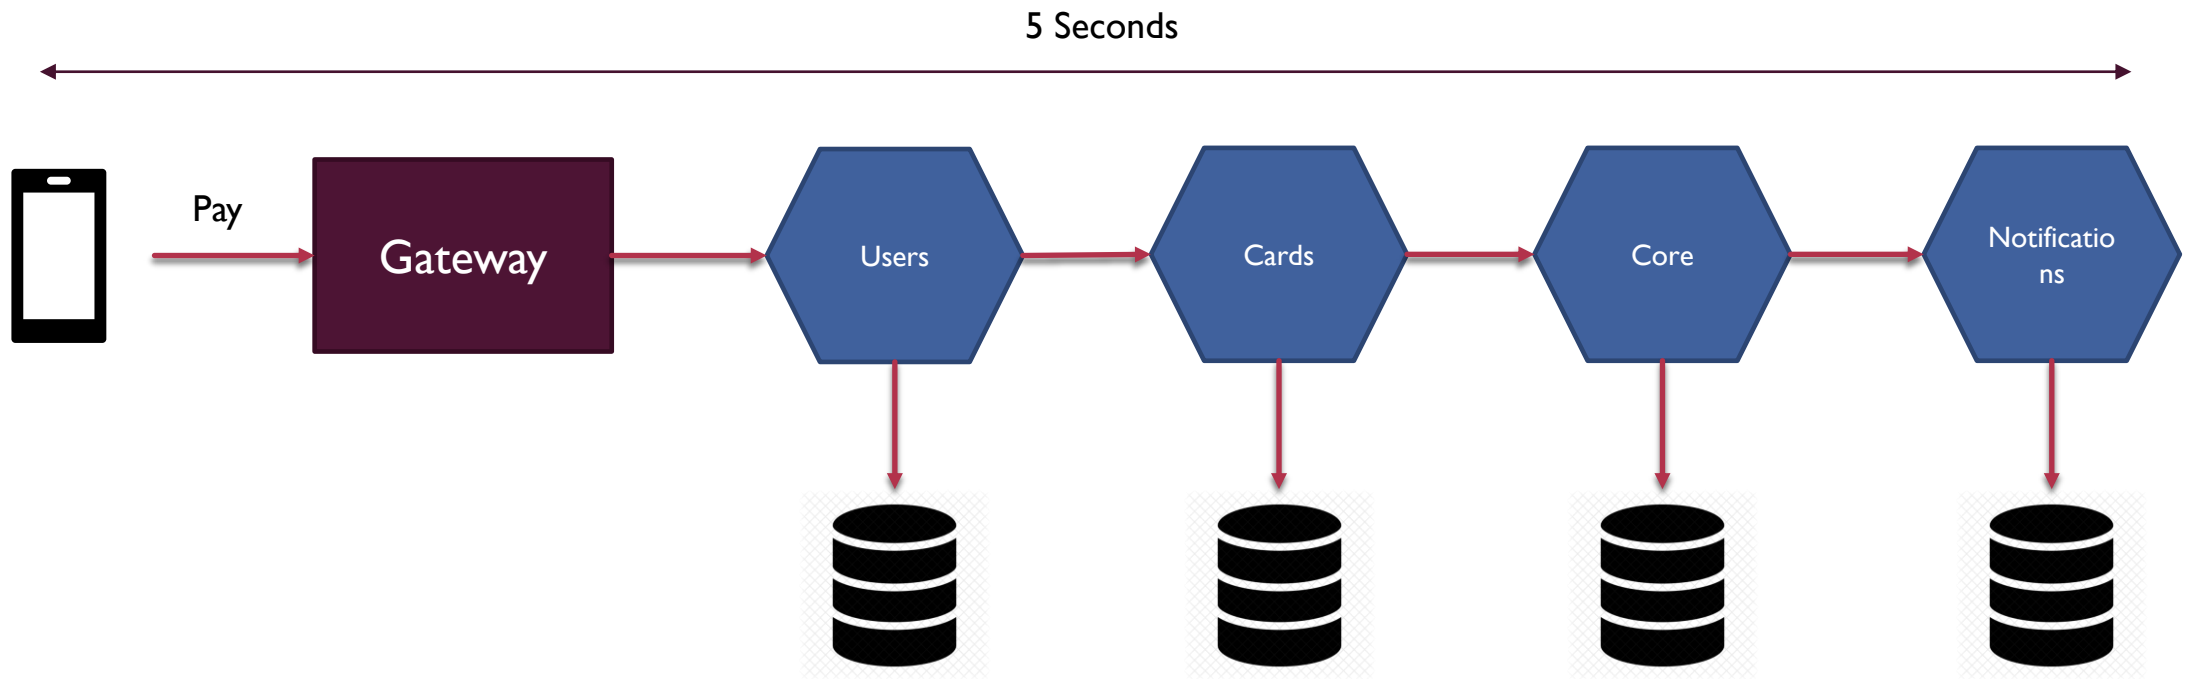 5 Seconds
Pay
Gateway
Users
Cards
Core
Notificatio
ns